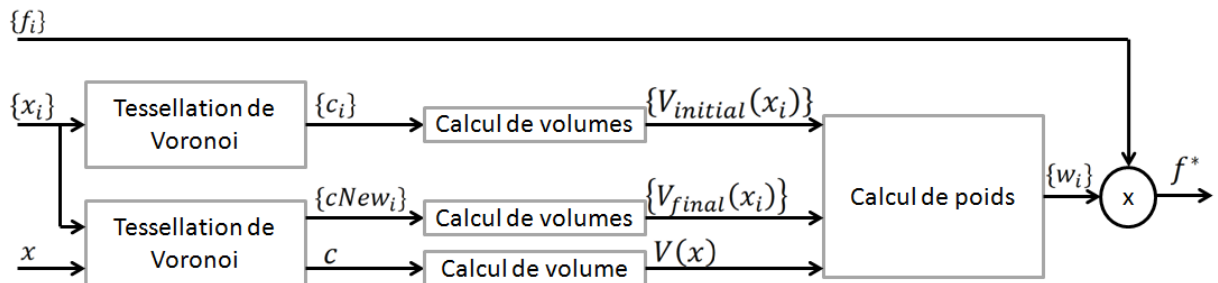 {f_i}
{x_i}
Tessellation de
Voronoi
{c_i}
Calcul de volumes
{V_initial(x_i)}
Calcul de poids
{w_i}
x
f*
Tessellation de
Voronoi
{cNew_i}
Calcul de volumes
{V_final(x_i)}
x
c
Calcul de volume
V(x)